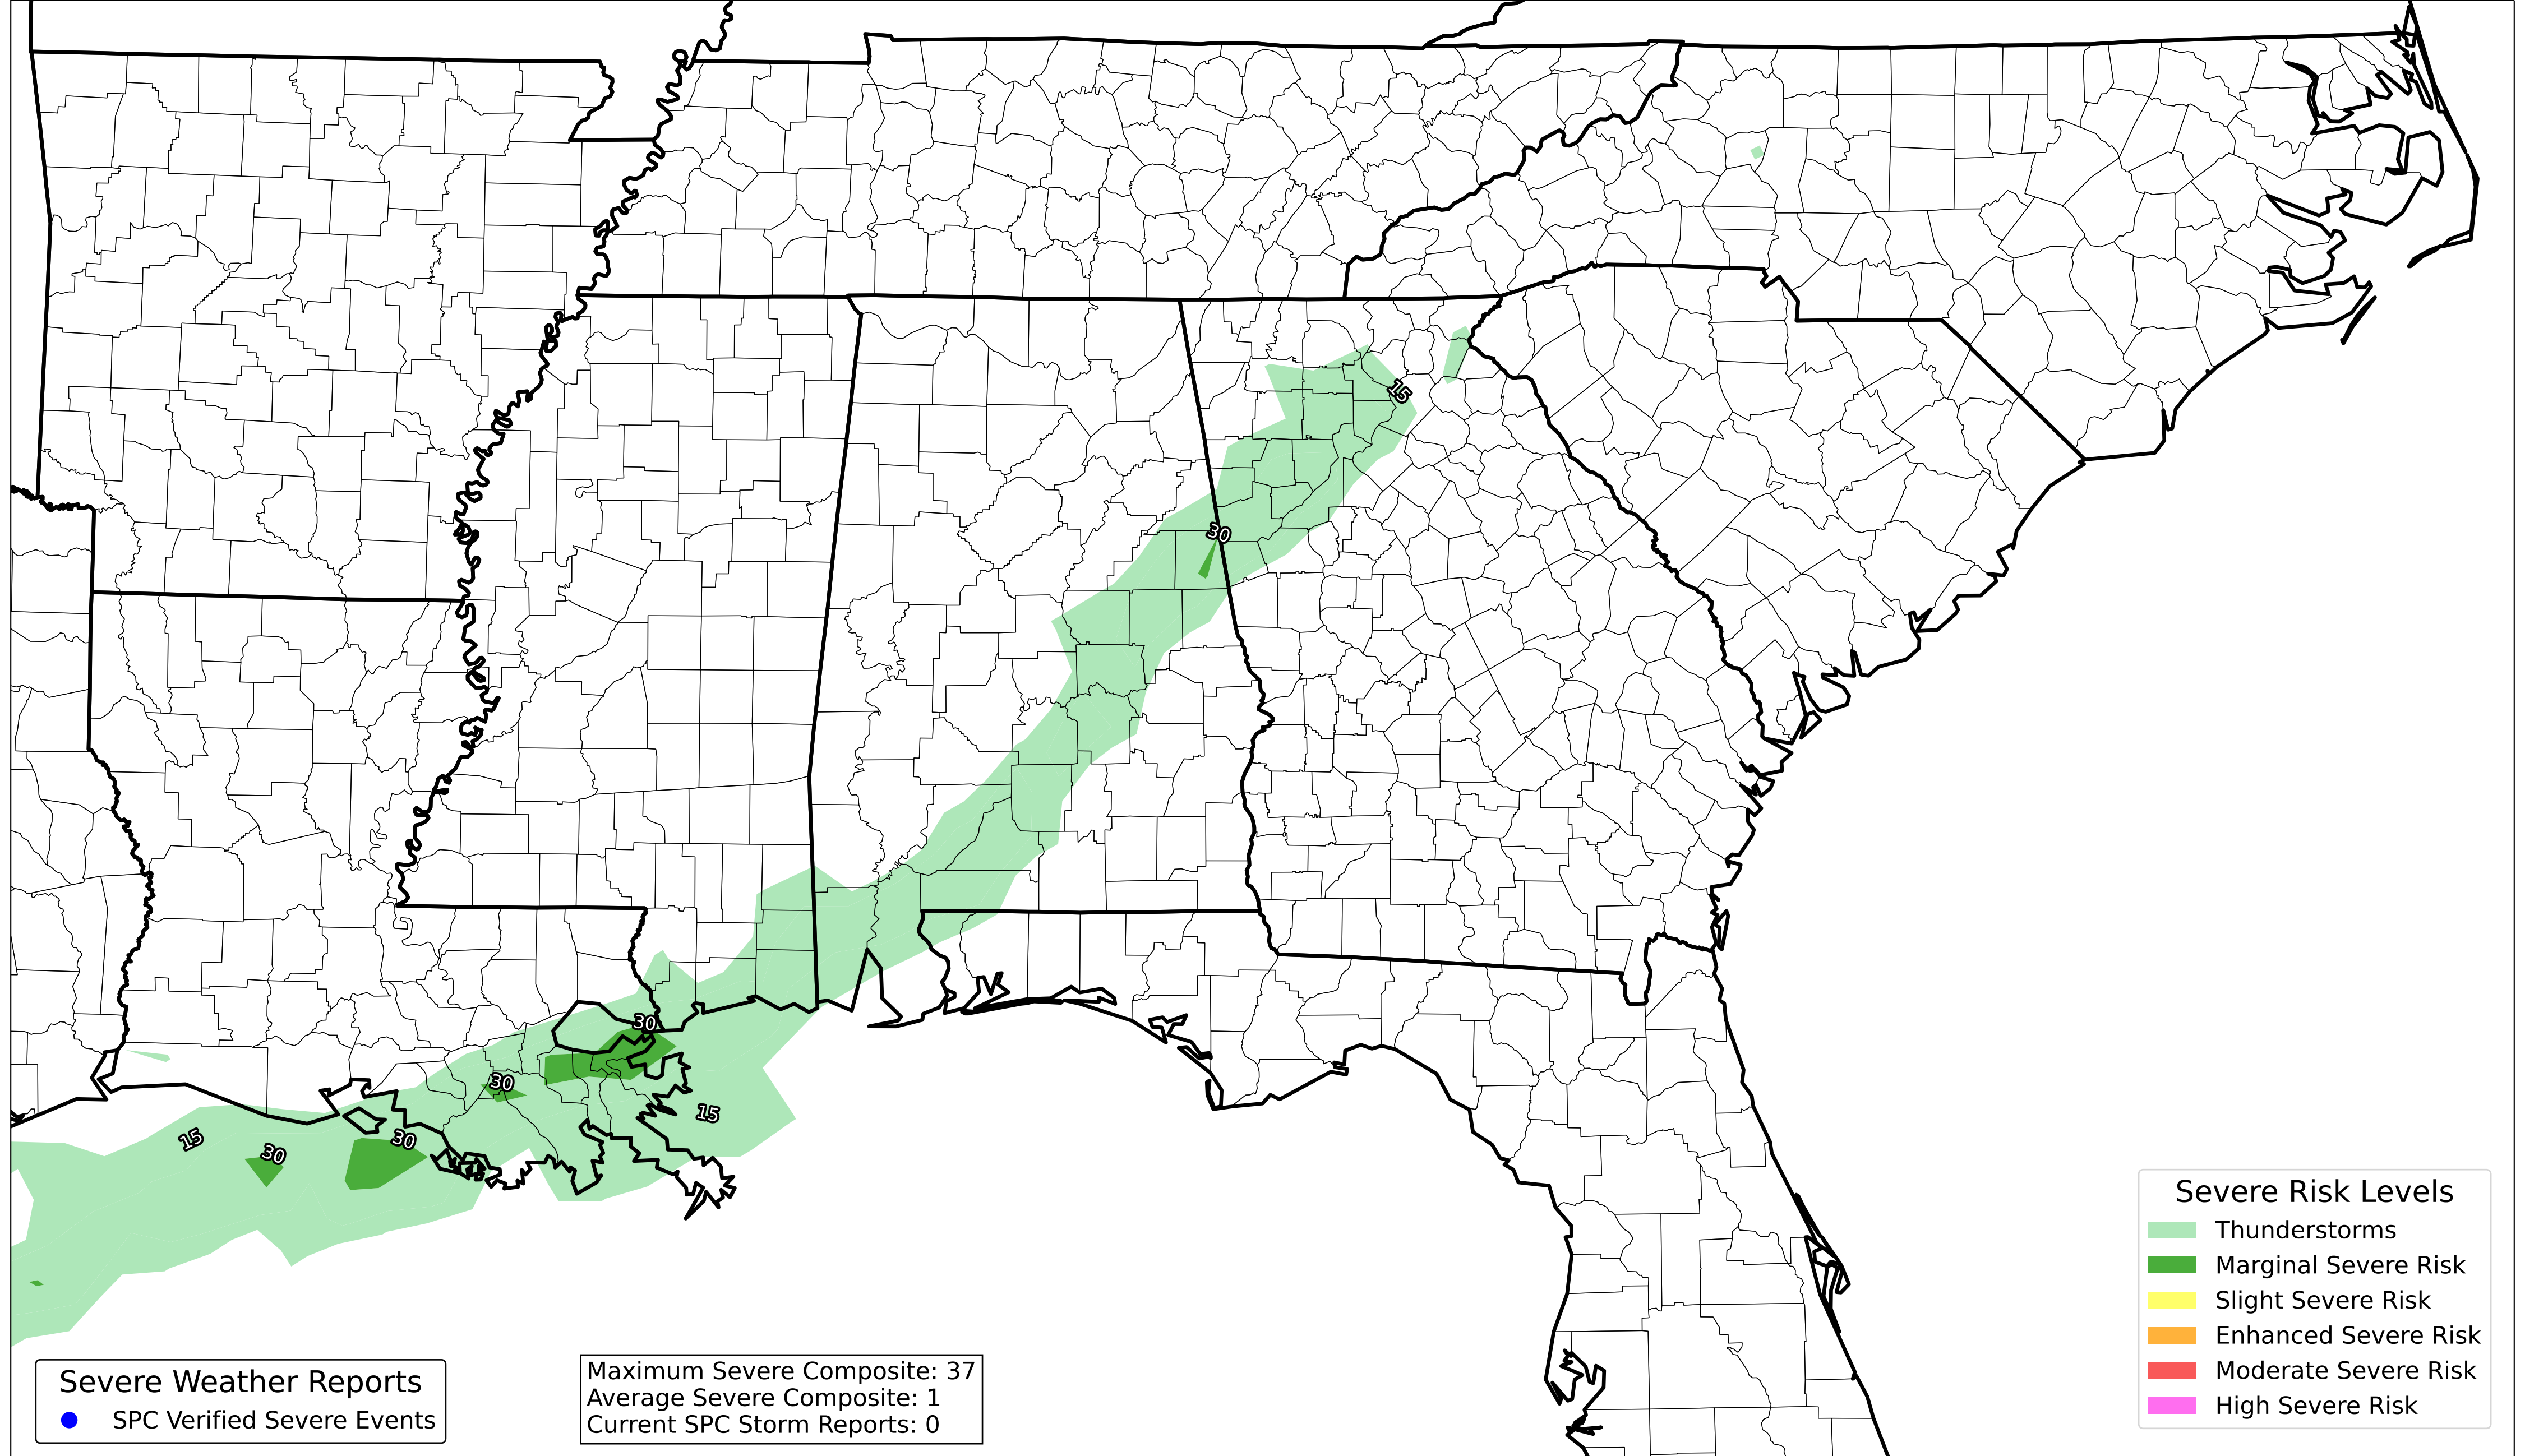 15
30
30
30
15
15
30
30
Severe Risk Levels
Thunderstorms
Marginal Severe Risk
Slight Severe Risk
Enhanced Severe Risk
Moderate Severe Risk
High Severe Risk
Severe Weather Reports
SPC Verified Severe Events
Maximum Severe Composite: 37
Average Severe Composite: 1
Current SPC Storm Reports: 0